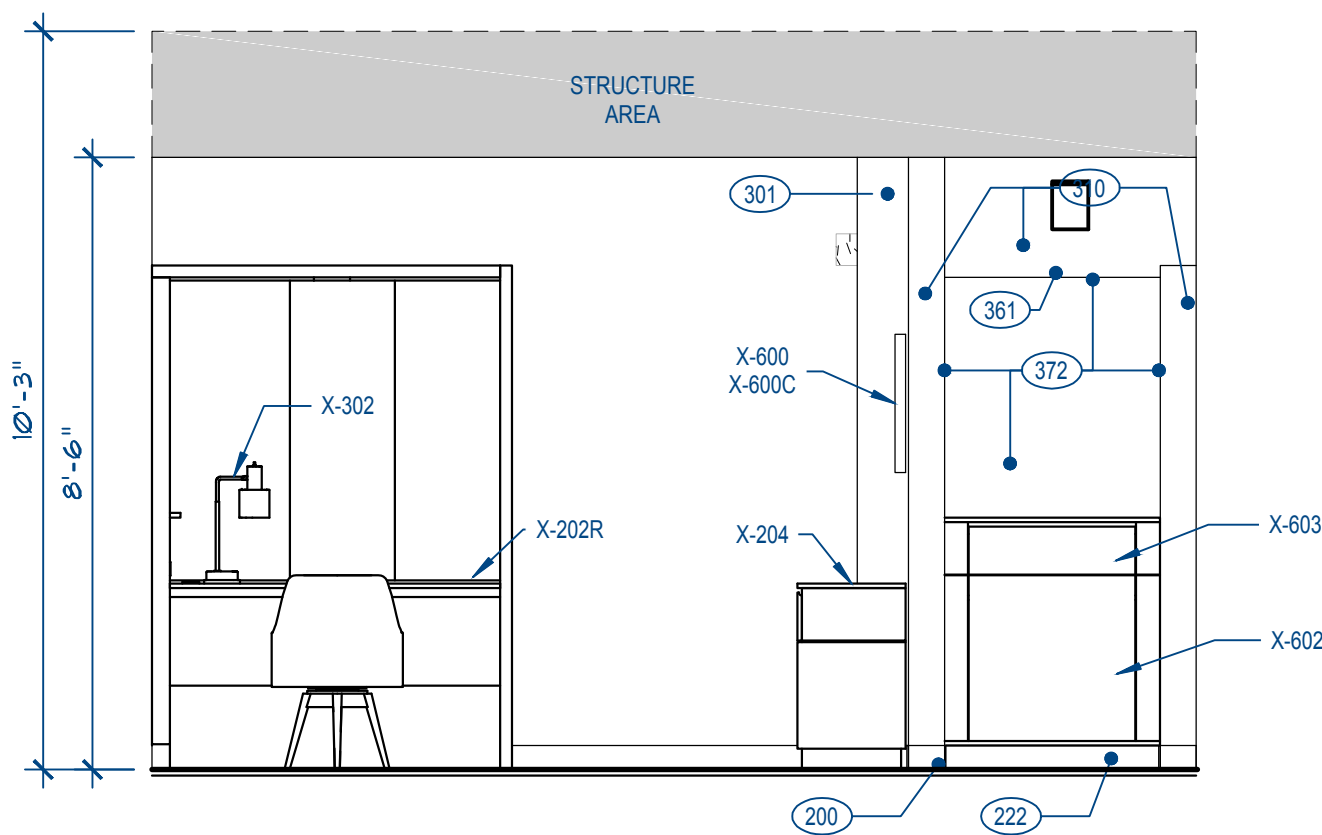 STRUCTURE
AREA
301
310
361
10'-3"
8'-6"
X-600
X-600C
372
X-302
X-202R
X-204
X-603
X-602
200
222